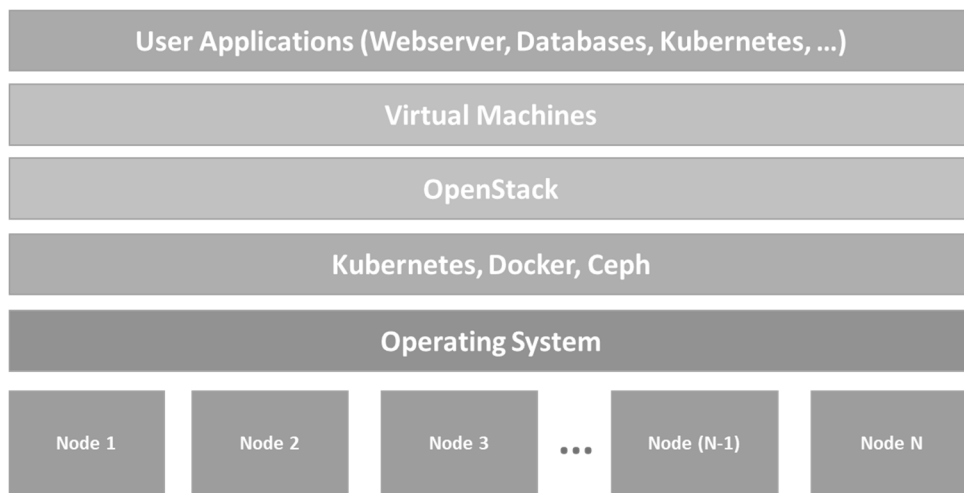 User Applications (Webserver, Databases, Kubernetes, ...)
Virtual Machines
OpenStack
Kubernetes, Docker, Ceph
Operating System
Node 1
Node 2
Node 3
...
Node (N-1)
Node N